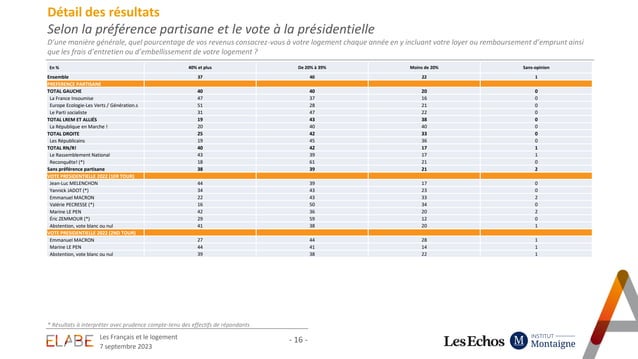 Détail des résultats
Selon la préférence partisane et le vote à la présidentielle
D'une manière générale, quel pourcentage de vos revenus consacrez-vous à votre logement chaque année en y incluant votre loyer ou remboursement d'emprunt ainsi
que les frais d'entretien ou d'embellissement de votre logement ?
En % 40% et plus De 20% à 39% Moins de 20% Sans opinion
Ensemble 37 40 22 1
PREFERENCE PARTISANE
TOTAL GAUCHE 40 40 20 0
La France Insoumise 47 37 16 0
Europe Ecologie-Les Verts / Génération.s 51 28 21 0
Le Parti socialiste 31 47 22 0
TOTAL LREM ET ALLIÉS 19 43 38 0
La République en Marche ! 20 40 40 0
TOTAL DROITE 25 42 33 0
Les Républicains 19 45 36 0
TOTAL RN/R! 40 42 17 1
Le Rassemblement National 43 39 17 1
Reconquête! (*) 18 61 21 0
Sans préférence partisane 38 39 21 2
VOTE PRESIDENTIELLE 2022 (1ER TOUR)
Jean-Luc MELENCHON 44 39 17 0
Yannick JADOT (*) 34 43 23 0
Emmanuel MACRON 22 43 33 2
Valérie PECRESSE (*) 16 50 34 0
Marine LE PEN 42 36 20 2
Éric ZEMMOUR (*) 29 59 12 0
Abstention, vote blanc ou nul 41 38 20 1
VOTE PRESIDENTIELLE 2022 (2ND TOUR)
Emmanuel MACRON 27 44 28 1
Marine LE PEN 44 41 14 1
Abstention, vote blanc ou nul 39 38 22 1
* Résultats à interpréter avec prudence compte-tenu des effectifs de répondants
ELABE
Les Français et le logement
7 septembre 2023
- 16 -
Les Echos
M
INSTITUT
Montaigne